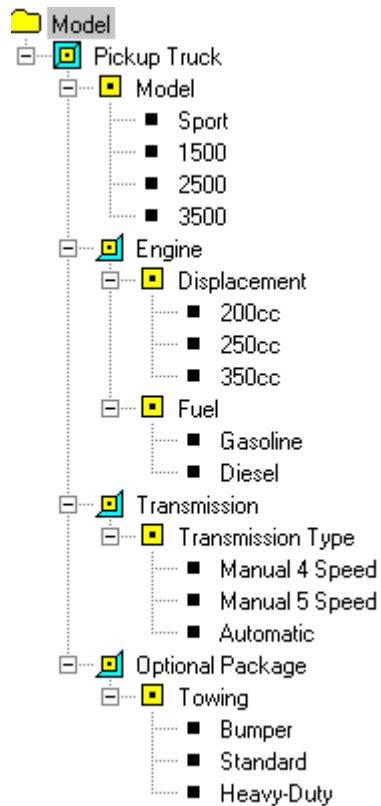 Model
Pickup Truck
Model
Sport
1500
2500
3500
Engine
Displacement
200cc
250cc
350cc
Fuel
Gasoline
Diesel
Transmission
Transmission Type
Manual 4 Speed
Manual 5 Speed
Automatic
Optional Package
Towing
Bumper
Standard
Heavy-Duty